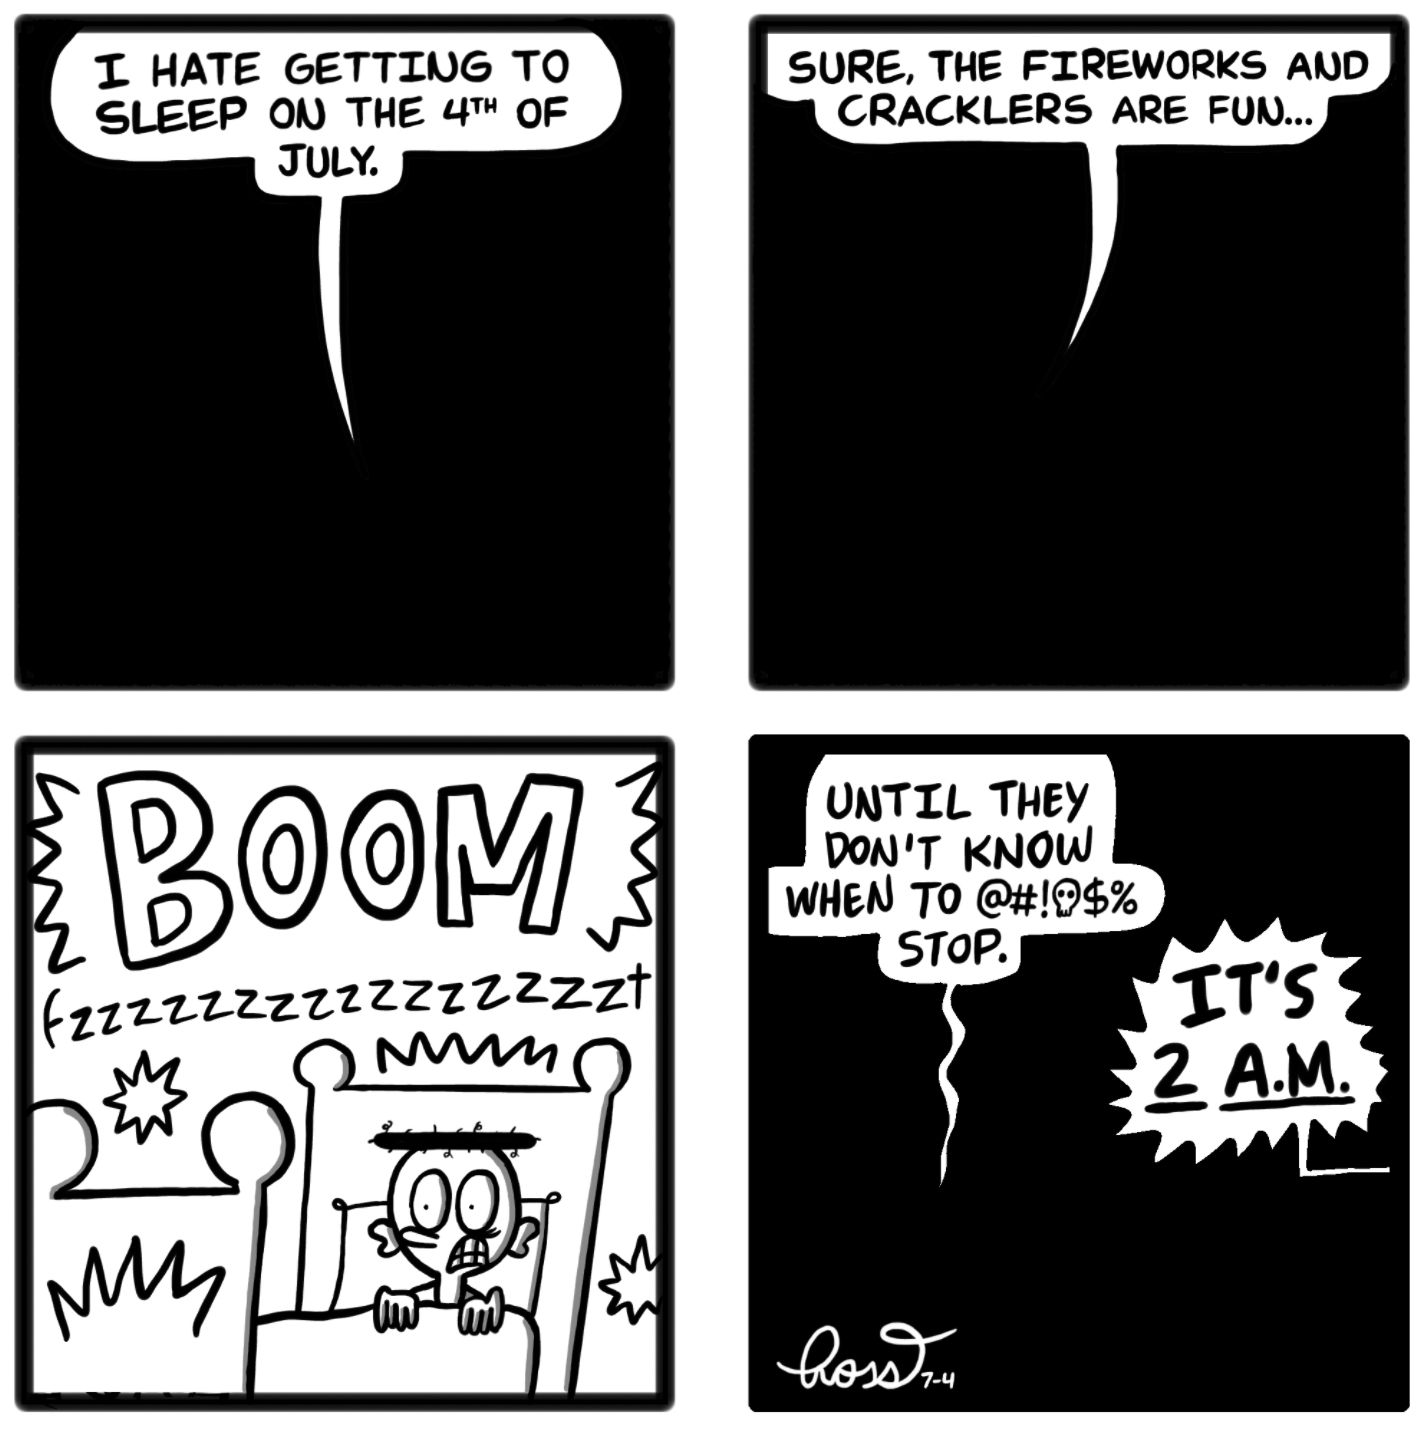 I HATE GETTING TO
SLEEP ON THE 4TH OF
JULY.
SURE, THE FIREWORKS AND
CRACKLERS ARE FUN...
BOOM
fzzzzzzzzzzzzzzzzzzt
UNTIL THEY
DON'T KNOW
WHEN TO @#!☠$%
STOP.
IT'S
2 A.M.
Ross 7-4